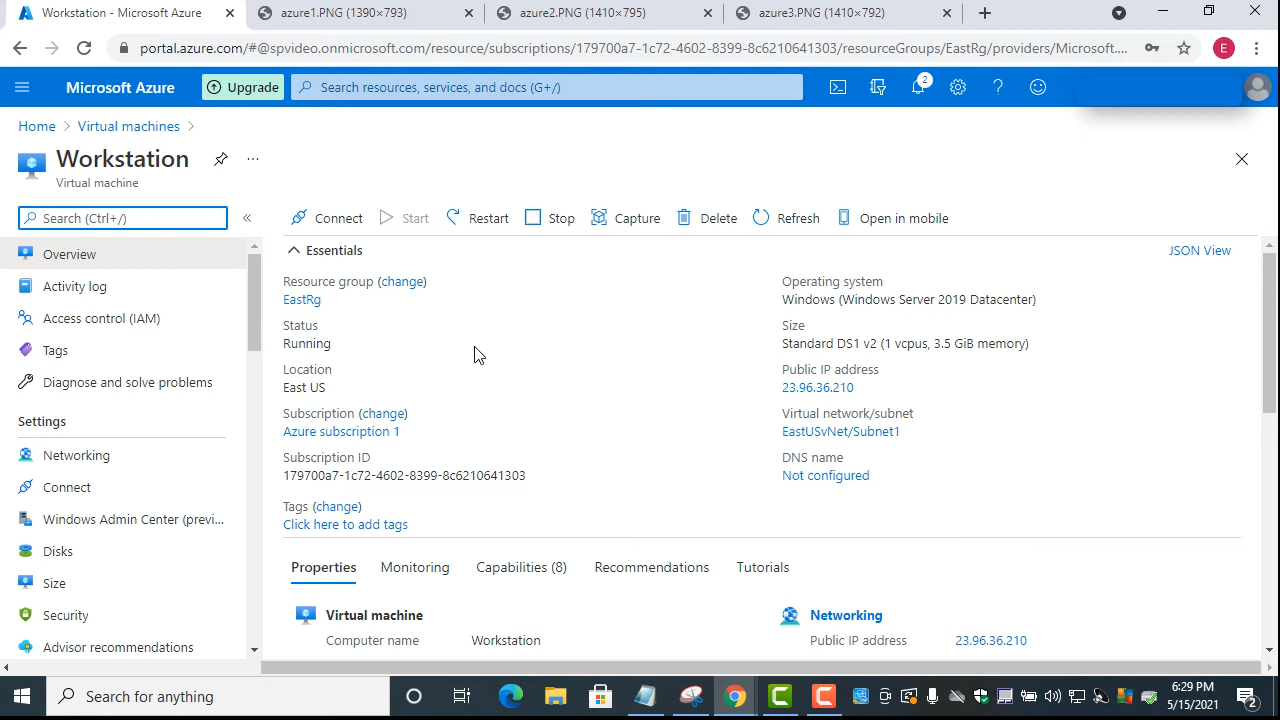 Workstation - Microsoft Azure
azure1.PNG (1390×793)
azure2.PNG (1410×795)
azure3.PNG (1410×792)
portal.azure.com/#@spvideo.onmicrosoft.com/resource/subscriptions/179700a7-1c72-4602-8399-8c6210641303/resourceGroups/EastRg/providers/Microsoft....
E
Microsoft Azure
Upgrade
Search resources, services, and docs (G+/)
2
Home > Virtual machines >
Workstation
Virtual machine
Search (Ctrl+/)
Connect Start Restart Stop Capture Delete Refresh Open in mobile
Overview
Activity log
Access control (IAM)
Tags
Diagnose and solve problems
Settings
Networking
Connect
Windows Admin Center (previ...
Disks
Size
Security
Advisor recommendations
Essentials
JSON View
Resource group (change)
EastRg
Status
Running
Location
East US
Subscription (change)
Azure subscription 1
Subscription ID
179700a7-1c72-4602-8399-8c6210641303
Tags (change)
Click here to add tags
Operating system
Windows (Windows Server 2019 Datacenter)
Size
Standard DS1 v2 (1 vcpus, 3.5 GiB memory)
Public IP address
23.96.36.210
Virtual network/subnet
EastUSvNet/Subnet1
DNS name
Not configured
Properties Monitoring Capabilities (8) Recommendations Tutorials
Virtual machine
Computer name Workstation
Networking
Public IP address 23.96.36.210
Search for anything
6:29 PM
5/15/2021
2